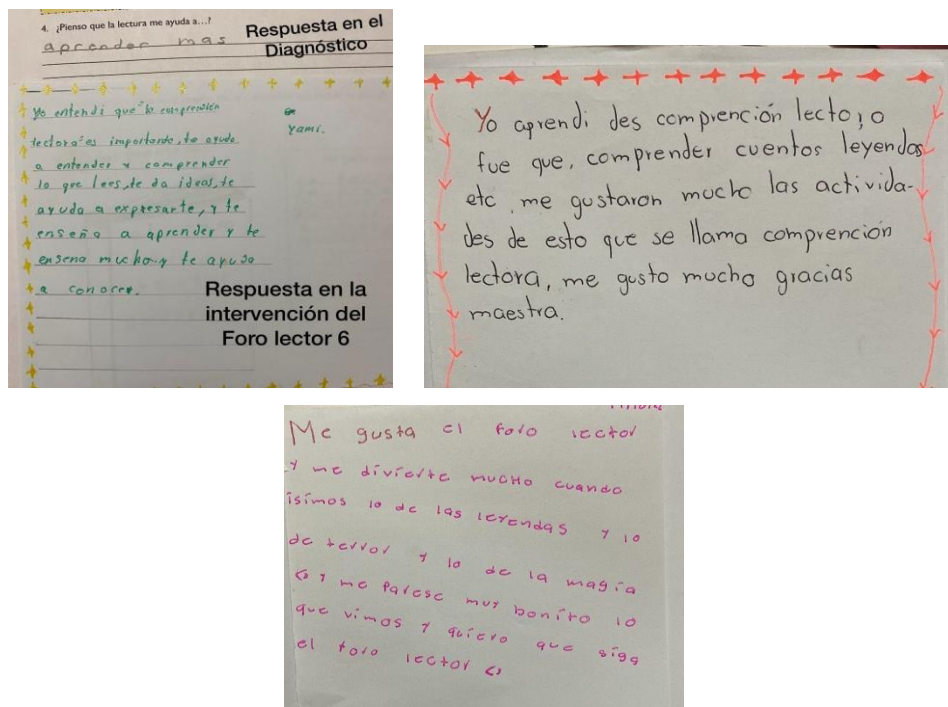 4. ¿Pienso que la lectura me ayuda a...?
aprender mas
Respuesta en el
Diagnóstico
Yo entendi que la comprension
lectora es importante, te ayuda
a entender y comprender
lo que lees, te da ideas, te
ayuda a expresarte, y te
enseña a aprender y te
enseña mucho y te ayuda
a conocer.
Yami.
Respuesta en la
intervención del
Foro lector 6
Yo aprendi des comprención lectora o
fue que, comprender cuentos leyendas
etc, me gustaron mucho las activida-
des de esto que se llama comprención
lectora, me gusto mucho gracias
maestra.
Me gusta el foro lector
y me divierte mucho cuando
isimos lo de las leyendas y lo
de terror y lo de la magia
y me parese muy bonito lo
que vimos y quiero que siga
el foro lector